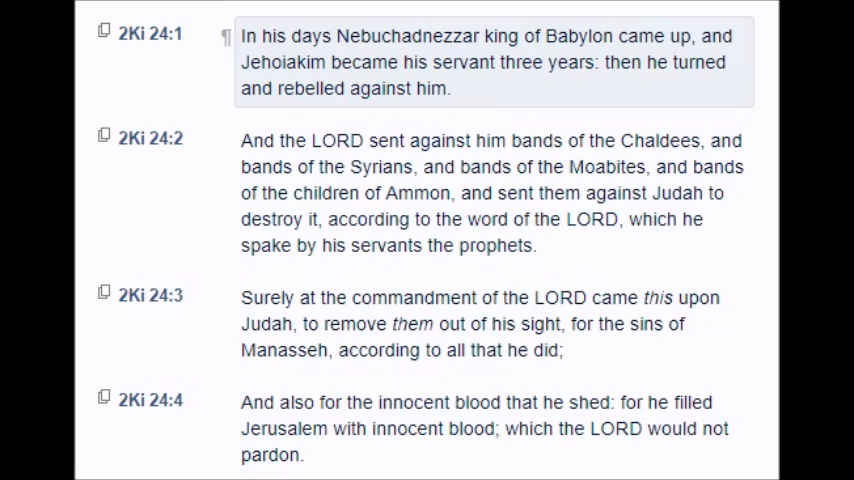 2Ki 24:1 ¶ In his days Nebuchadnezzar king of Babylon came up, and
Jehoiakim became his servant three years: then he turned
and rebelled against him.
2Ki 24:2 And the LORD sent against him bands of the Chaldees, and
bands of the Syrians, and bands of the Moabites, and bands
of the children of Ammon, and sent them against Judah to
destroy it, according to the word of the LORD, which he
spake by his servants the prophets.
2Ki 24:3 Surely at the commandment of the LORD came this upon
Judah, to remove them out of his sight, for the sins of
Manasseh, according to all that he did;
2Ki 24:4 And also for the innocent blood that he shed: for he filled
Jerusalem with innocent blood; which the LORD would not
pardon.